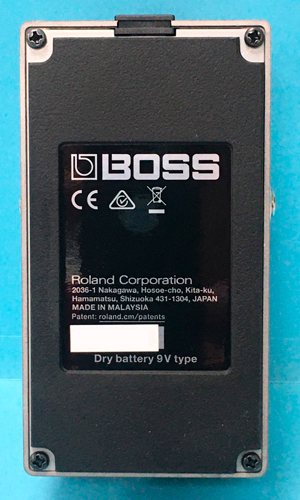 BOSS
CE
Roland Corporation
2036-1 Nakagawa, Hosoe-cho, Kita-ku,
Hamamatsu, Shizuoka 431-1304, JAPAN
MADE IN MALAYSIA
Patent: roland.cm/patents
Dry battery 9V type